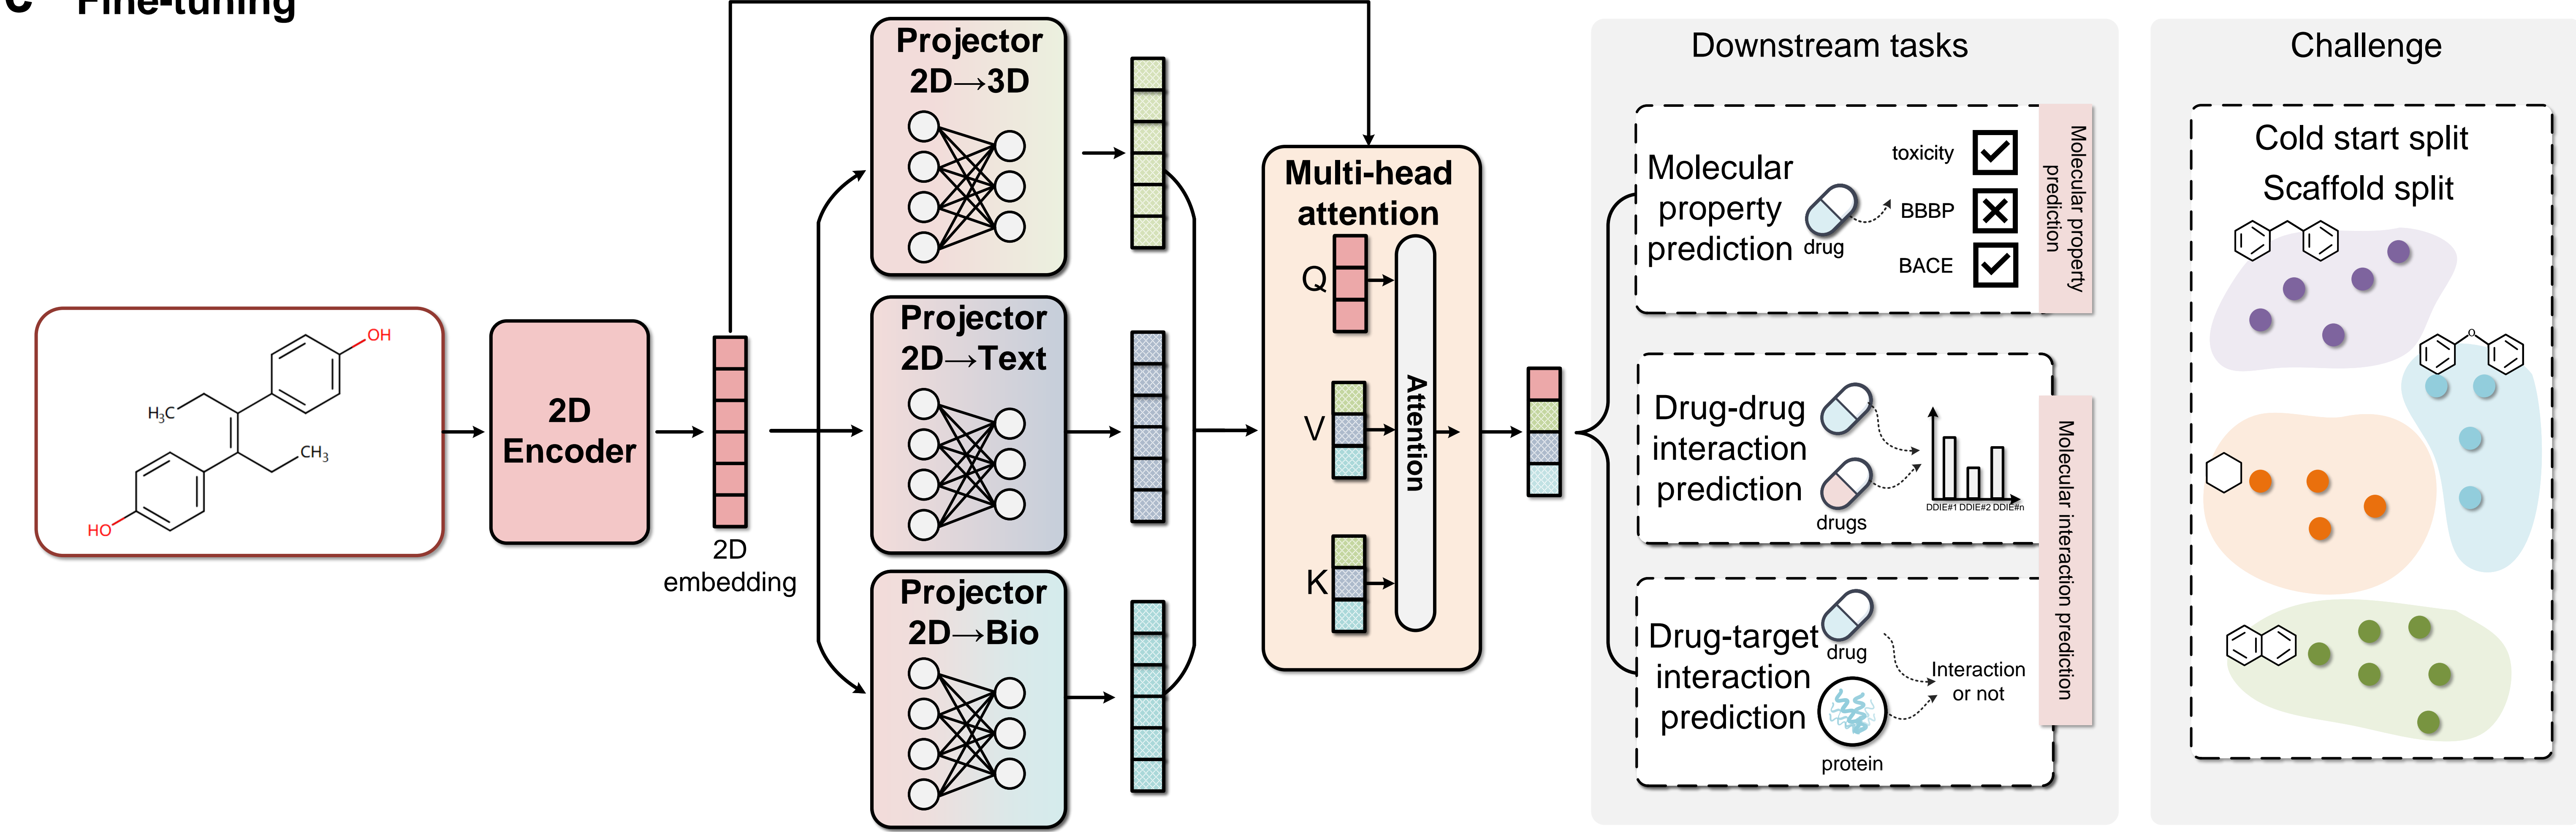 c Fine-tuning
OH
H₃C
CH₃
HO
2D
Encoder
2D
embedding
Projector
2D→3D
Projector
2D→Text
Projector
2D→Bio
Multi-head
attention
Q
V
K
Attention
Downstream tasks
Molecular
property
prediction
drug
toxicity
BBBP
BACE
Molecular property
prediction
Drug-drug
interaction
prediction
drugs
DDIE#1 DDIE#2 DDIE#n
Drug-target
interaction
prediction
drug
protein
Interaction
or not
Molecular interaction prediction
Challenge
Cold start split
Scaffold split
O